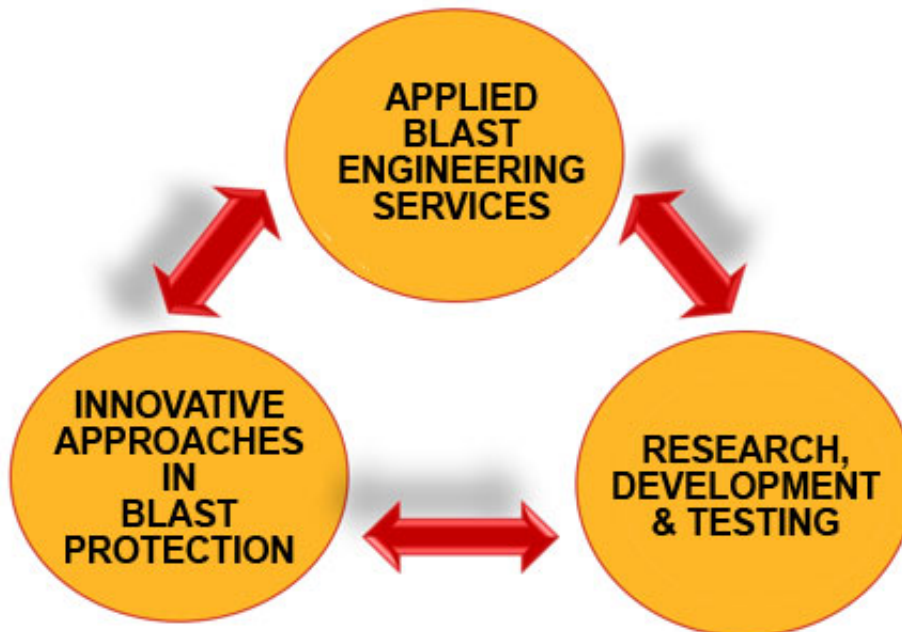 APPLIED
BLAST
ENGINEERING
SERVICES
INNOVATIVE
APPROACHES
IN
BLAST
PROTECTION
RESEARCH,
DEVELOPMENT
& TESTING